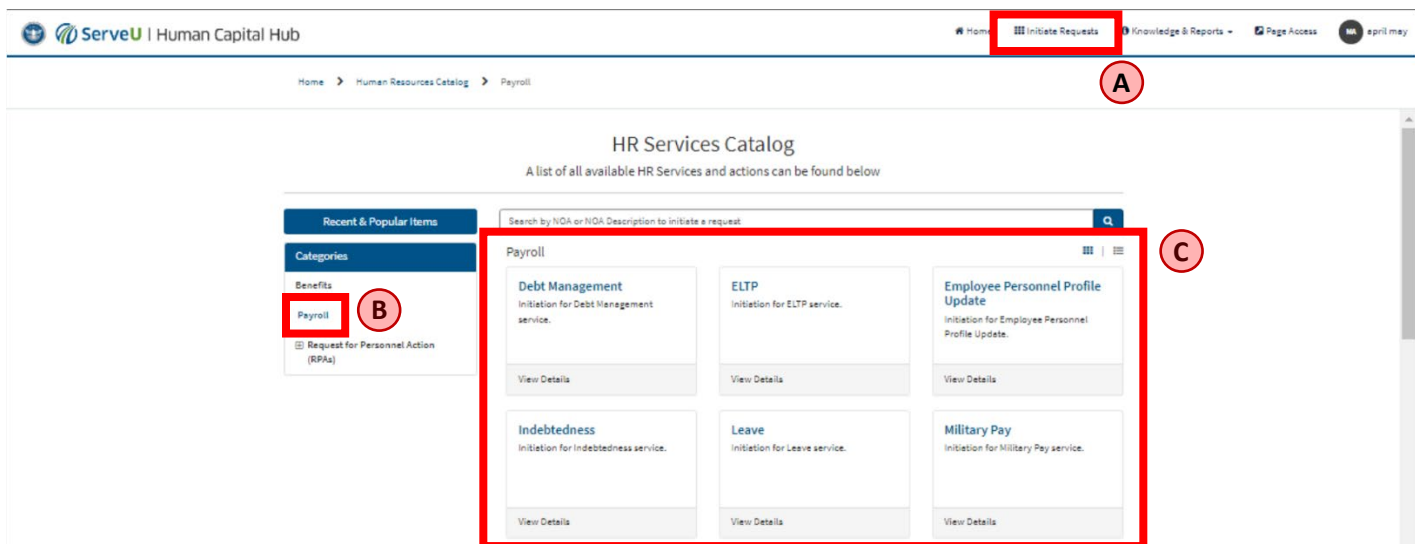 ServeU | Human Capital Hub
Home
Initiate Requests
Knowledge & Reports
Page Access
MA
april may
A
Home > Human Resources Catalog > Payroll
HR Services Catalog
A list of all available HR Services and actions can be found below
Recent & Popular Items
Search by NOA or NOA Description to initiate a request
Categories
Benefits
Payroll
B
Request for Personnel Action
(RPAs)
Payroll
C
Debt Management
Initiation for Debt Management
service.
View Details
ELTP
Initiation for ELTP service.
View Details
Employee Personnel Profile
Update
Initiation for Employee Personnel
Profile Update.
View Details
Indebtedness
Initiation for Indebtedness service.
View Details
Leave
Initiation for Leave service.
View Details
Military Pay
Initiation for Military Pay service.
View Details